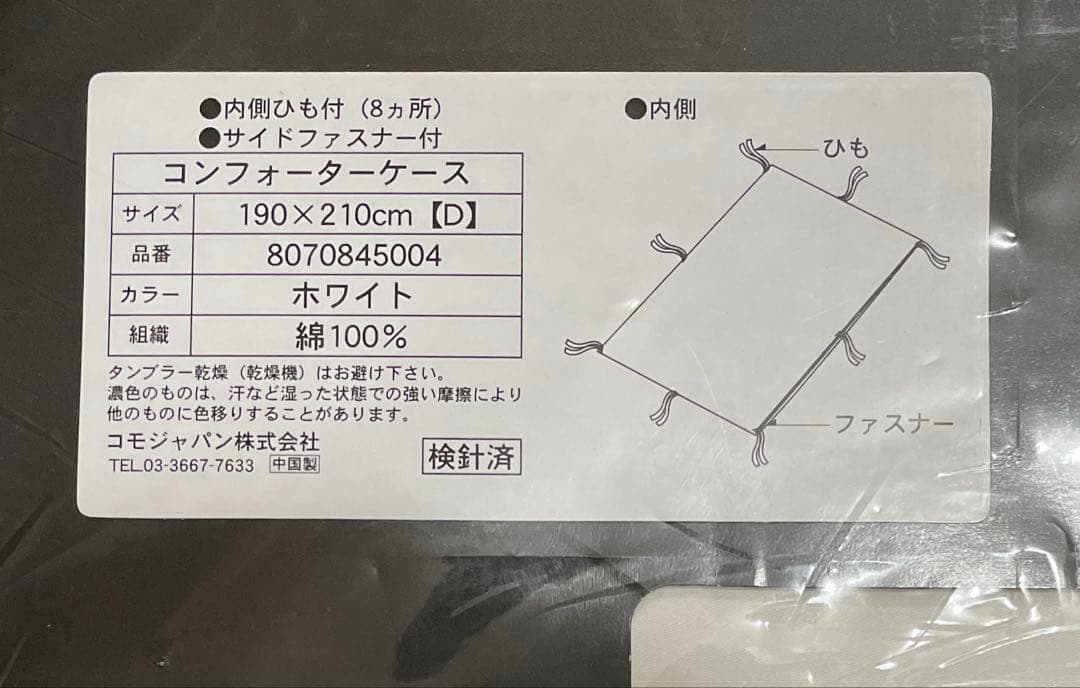 ●内側ひも付（8ヵ所）
●サイドファスナー付
コンフォーターケース
サイズ 190×210cm【D】
品番 8070845004
カラー ホワイト
組織 綿100%
タンブラー乾燥（乾燥機）はお避け下さい。
濃色のものは、汗など湿った状態での強い摩擦により
他のものに色移りすることがあります。
コモジャパン株式会社
TEL.03-3667-7633 中国製
検針済
●内側
ひも
ファスナー